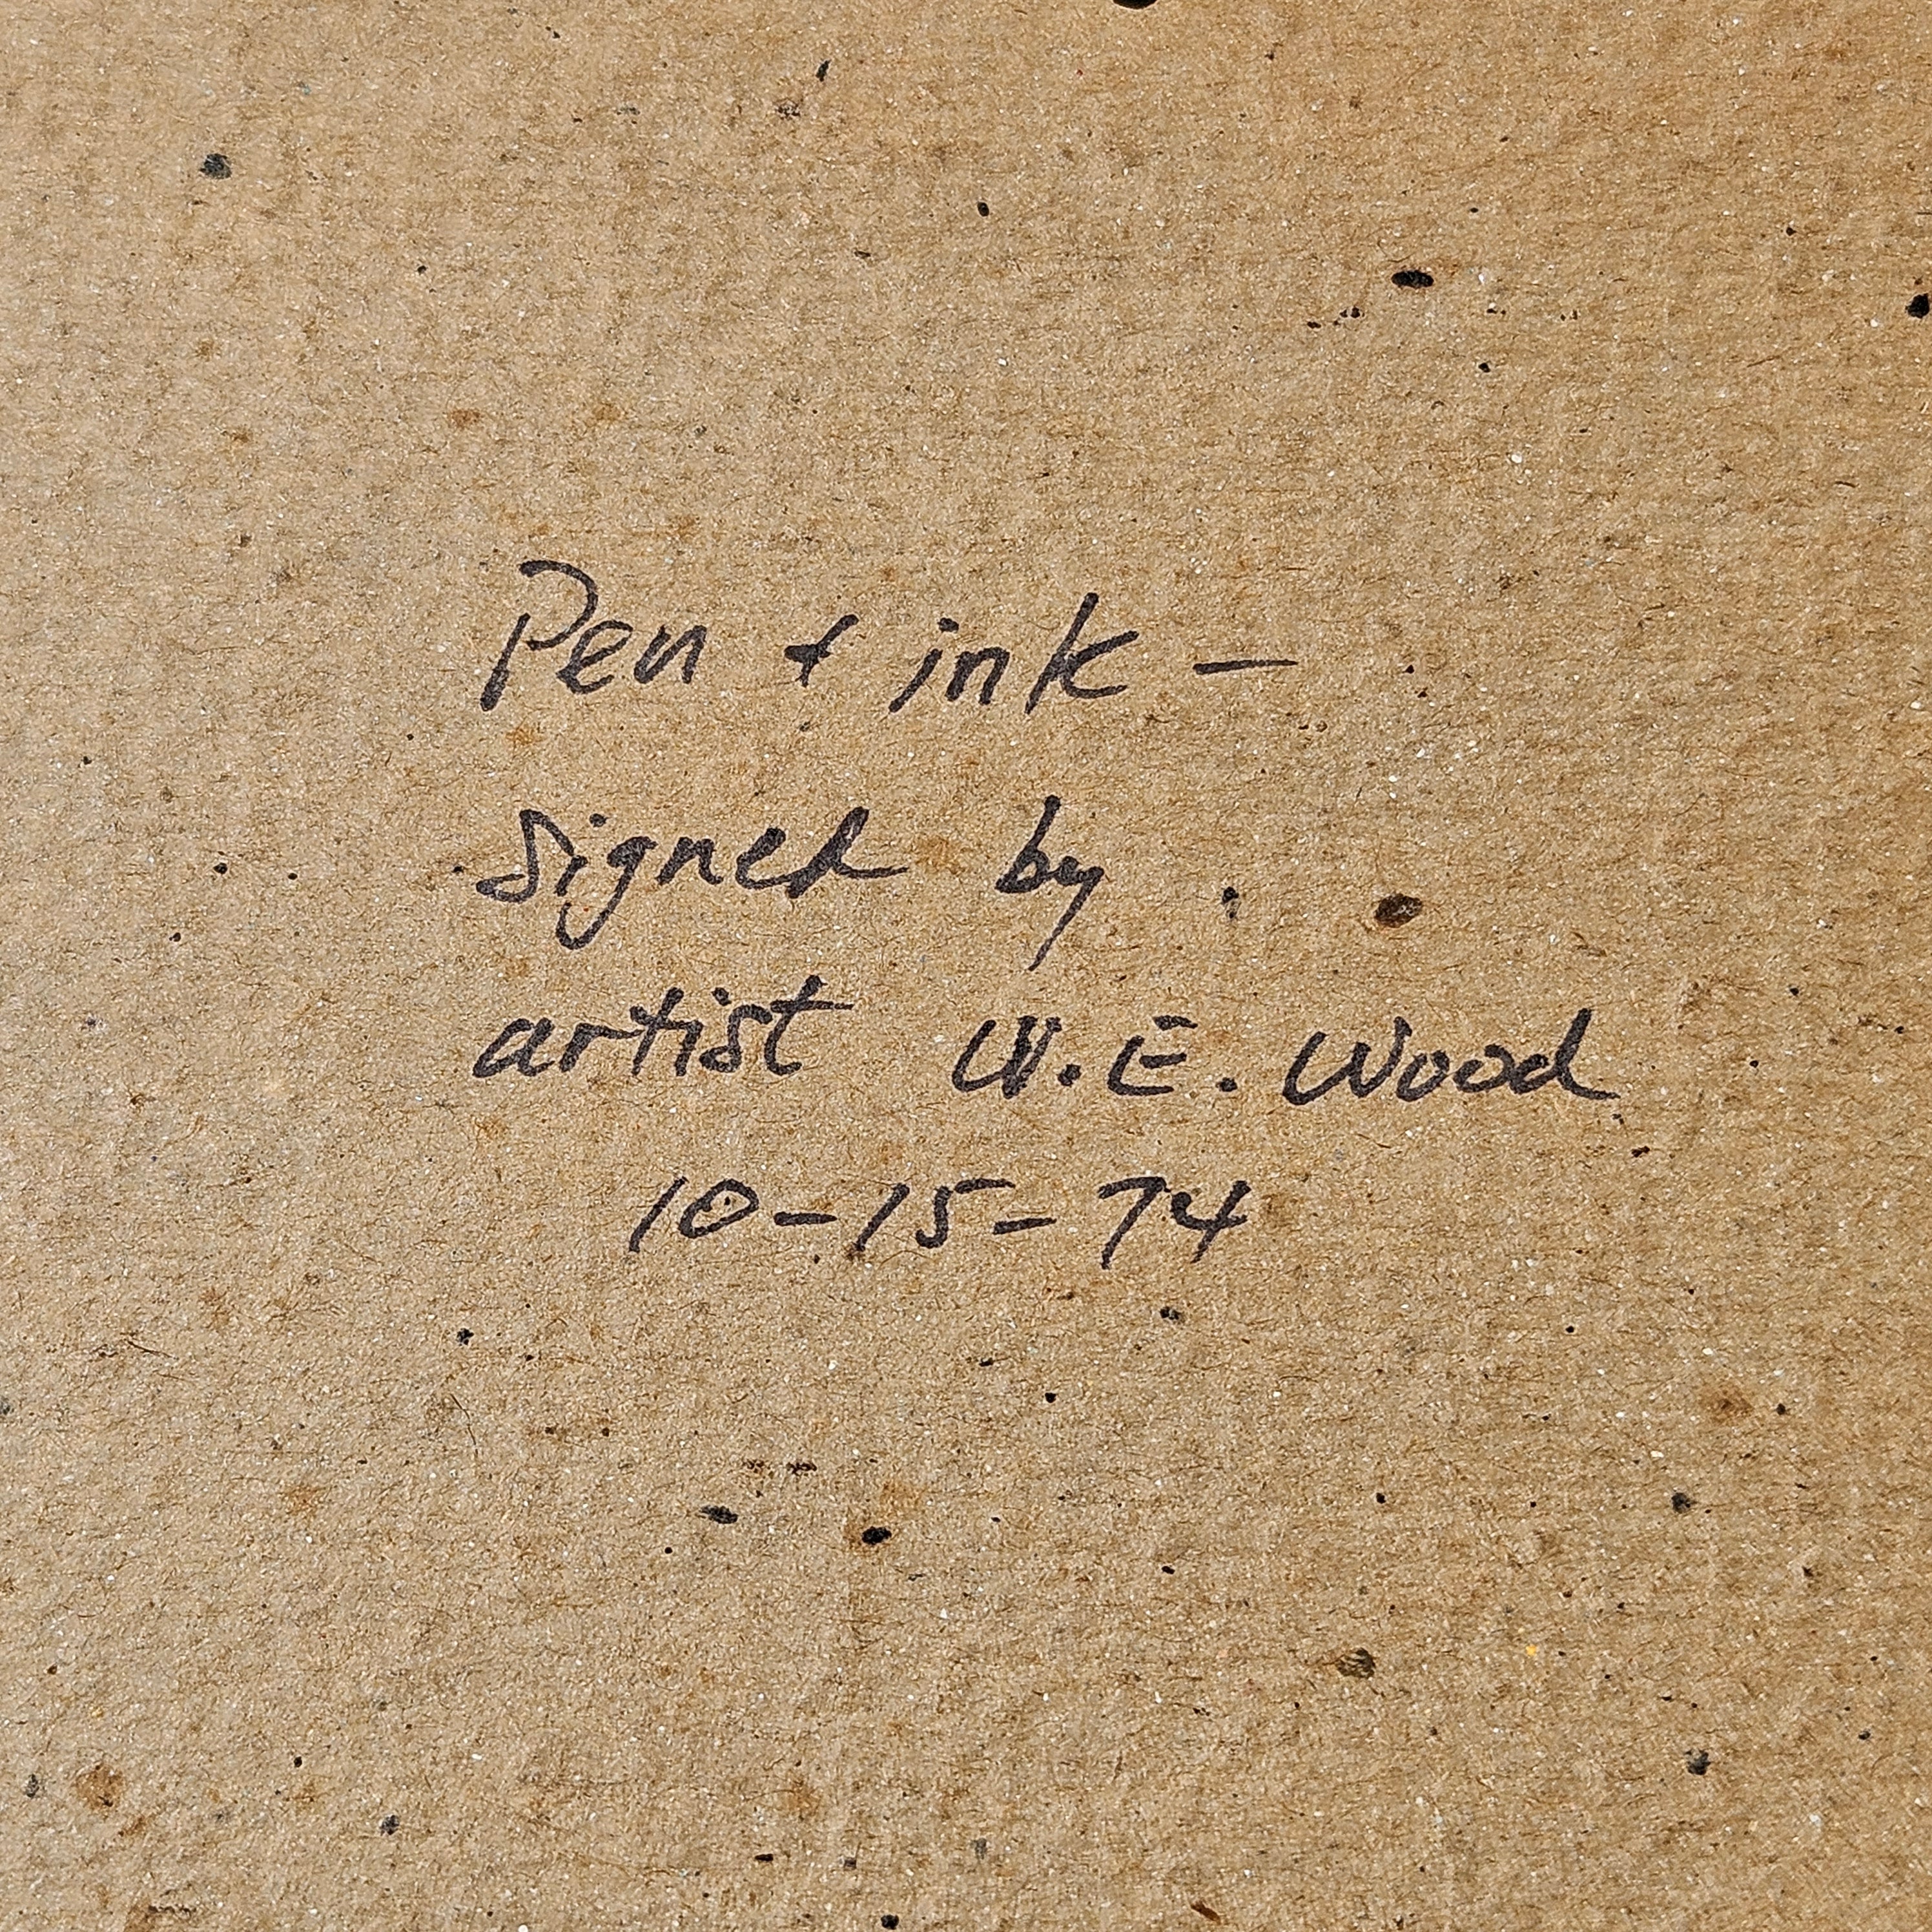 Pen + ink -
signed by
artist W.E. Wood
10-15-74